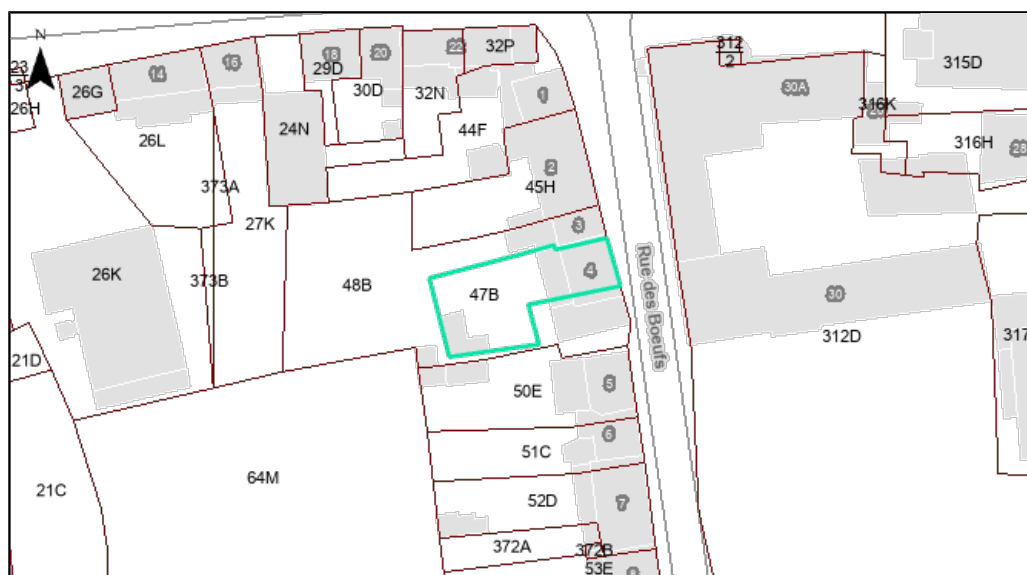 N
23
3
26H
26G
14
16
18
29D
20
30D
22
32P
32N
1
312
2
315D
30A
316K
316H
28
26L
24N
44F
2
45H
373A
27K
3
4
26K
373B
48B
47B
Rue des Boeufs
30
312D
317
21D
50E
5
6
51C
21C
64M
52D
7
372A
372B
53E